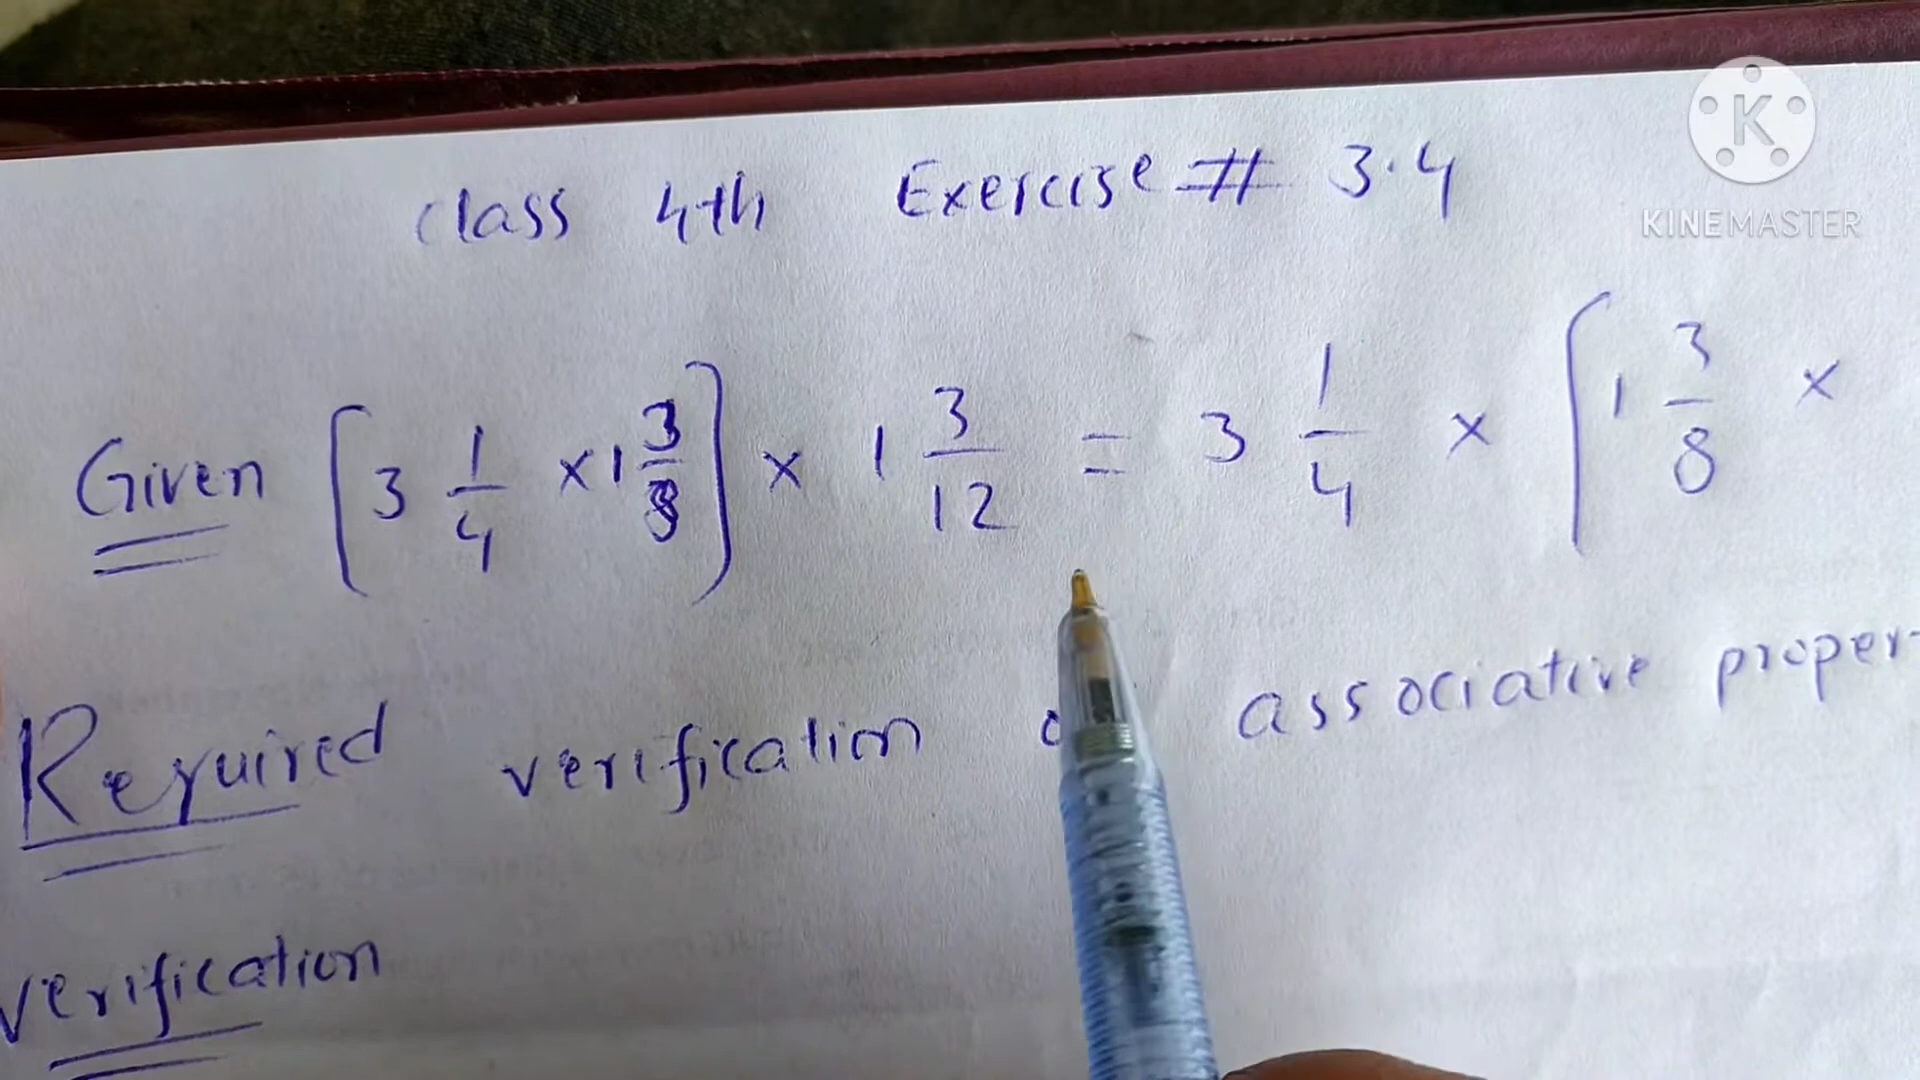 K
KINEMASTER
Class 4th Exercise # 3.4
Given [3 1/4 × 1 3/8] × 1 3/12 = 3 1/4 × [1 3/8 ×
Required verification associative proper
verification